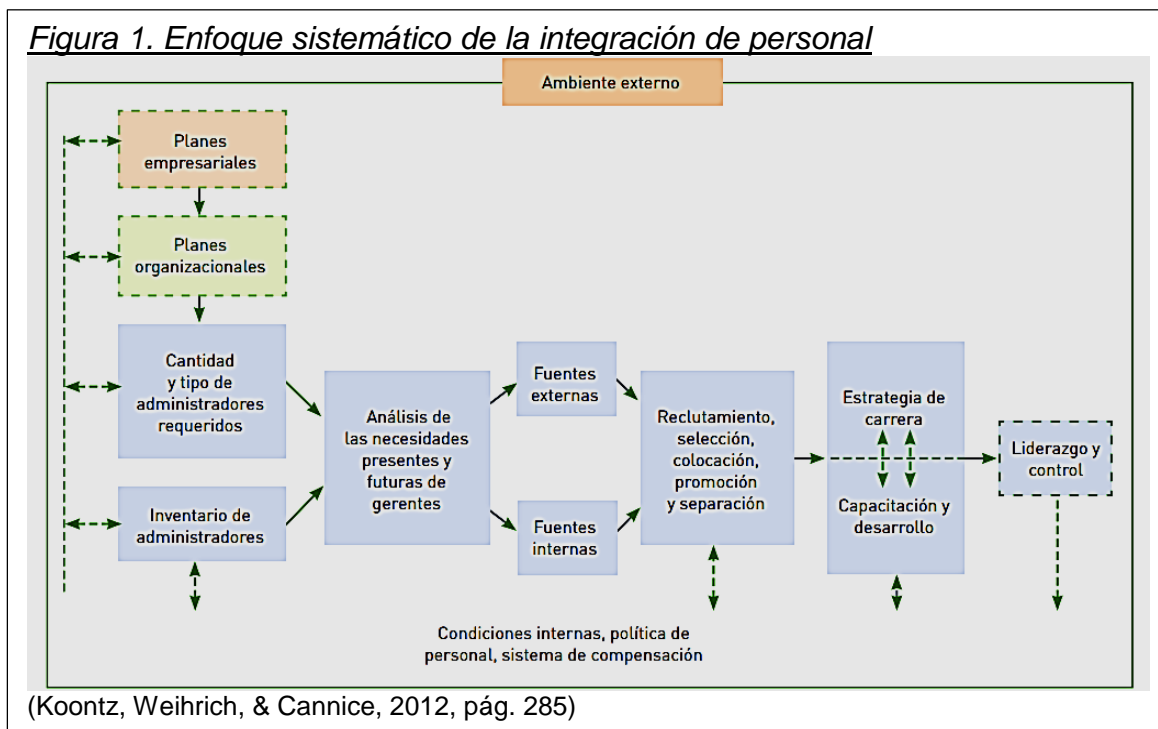 Figura 1. Enfoque sistemático de la integración de personal
Ambiente externo
Planes
empresariales
Planes
organizacionales
Cantidad
y tipo de
administradores
requeridos
Inventario de
administradores
Análisis de
las necesidades
presentes y
futuras de
gerentes
Fuentes
externas
Fuentes
internas
Reclutamiento,
selección,
colocación,
promoción
y separación
Estrategia de
carrera
Capacitación y
desarrollo
Liderazgo y
control
Condiciones internas, política de
personal, sistema de compensación
(Koontz, Weihrich, & Cannice, 2012, pág. 285)